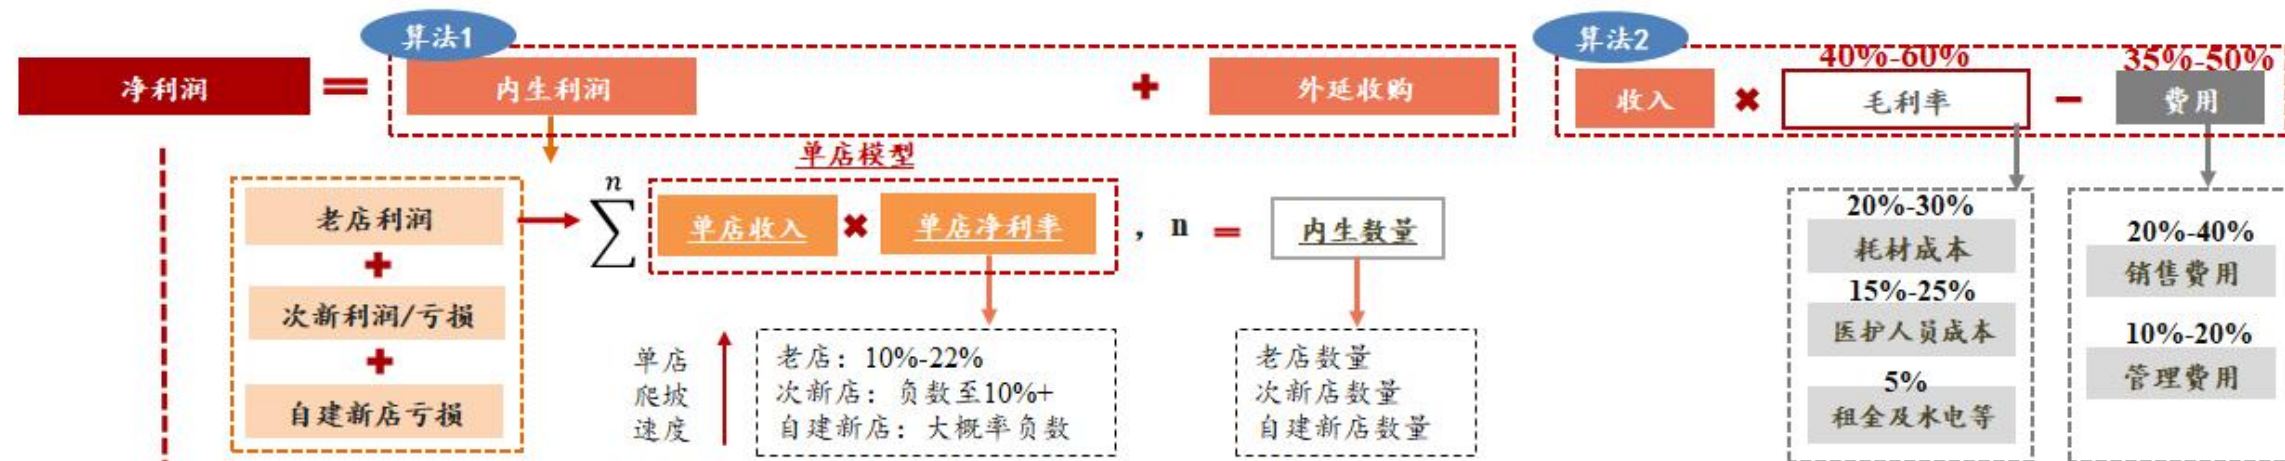 算法1
算法2
净利润
=
内生利润
+
外延收购
收入
×
40%-60%
毛利率
−
35%-50%
费用
单店模型
老店利润
+
次新利润/亏损
+
自建新店亏损
n
∑
单店收入
×
单店净利率
，n
=
内生数量
单店
爬坡
速度
老店：10%-22%
次新店：负数至10%+
自建新店：大概率负数
老店数量
次新店数量
自建新店数量
20%-30%
耗材成本
15%-25%
医护人员成本
5%
租金及水电等
20%-40%
销售费用
10%-20%
管理费用